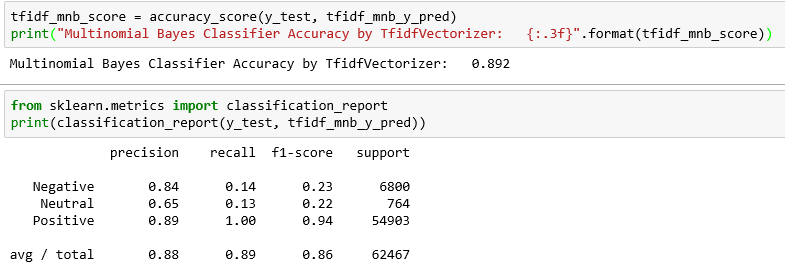 tfidf_mnb_score = accuracy_score(y_test, tfidf_mnb_y_pred)
print("Multinomial Bayes Classifier Accuracy by TfidfVectorizer:   {:.3f}".format(tfidf_mnb_score))
Multinomial Bayes Classifier Accuracy by TfidfVectorizer:   0.892
from sklearn.metrics import classification_report
print(classification_report(y_test, tfidf_mnb_y_pred))
             precision    recall  f1-score   support
   Negative       0.84      0.14      0.23      6800
    Neutral       0.65      0.13      0.22       764
   Positive       0.89      1.00      0.94     54903
avg / total       0.88      0.89      0.86     62467